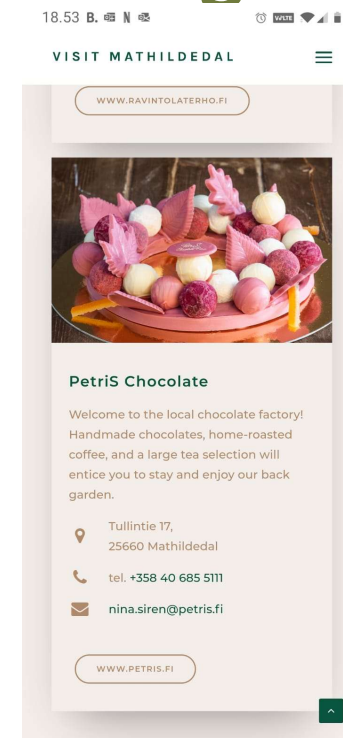 18.53 B. N
VISIT MATHILDEDAL
WWW.RAVINTOLATERHO.FI
PetriS Chocolate
Welcome to the local chocolate factory!
Handmade chocolates, home-roasted
coffee, and a large tea selection will
entice you to stay and enjoy our back
garden.
Tullintie 17,
25660 Mathildedal
tel. +358 40 685 5111
nina.siren@petris.fi
WWW.PETRIS.FI